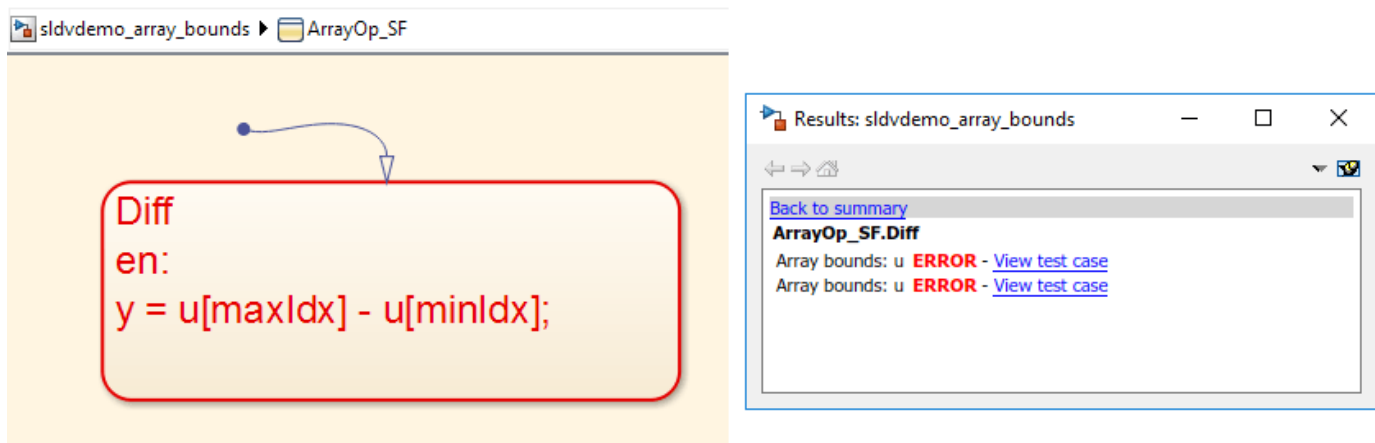 sldvdemo_array_bounds ArrayOp_SF
Diff
en:
y = u[maxIdx] - u[minIdx];
Results: sldvdemo_array_bounds
Back to summary
ArrayOp_SF.Diff
Array bounds: u ERROR - View test case
Array bounds: u ERROR - View test case